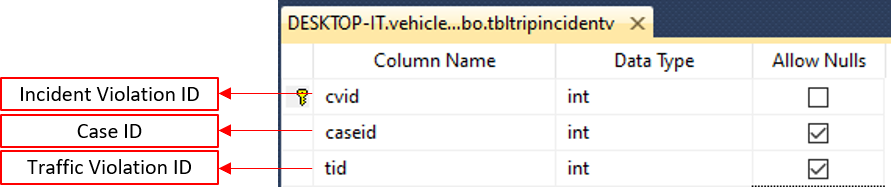 DESKTOP-IT.vehicle...bo.tbltripincidentv
Column Name Data Type Allow Nulls
Incident Violation ID cvid int
Case ID caseid int
Traffic Violation ID tid int